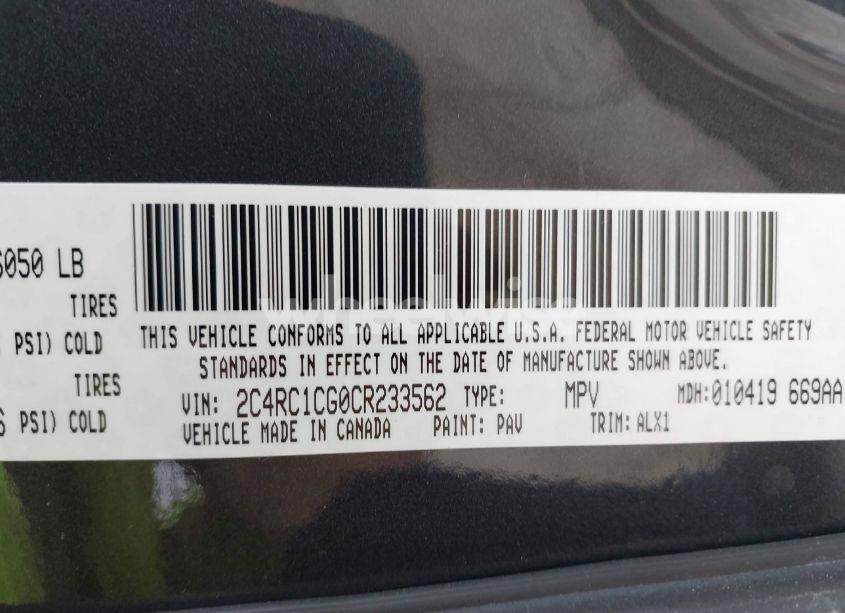 6050 LB
TIRES
PSI) COLD
TIRES
PSI) COLD
wheelwise
THIS VEHICLE CONFORMS TO ALL APPLICABLE U.S.A. FEDERAL MOTOR VEHICLE SAFETY
STANDARDS IN EFFECT ON THE DATE OF MANUFACTURE SHOWN ABOVE.
VIN: 2C4RC1CG0CR233562 TYPE: MPV MDH: 010419 669AA
VEHICLE MADE IN CANADA PAINT: PAV TRIM: ALX1